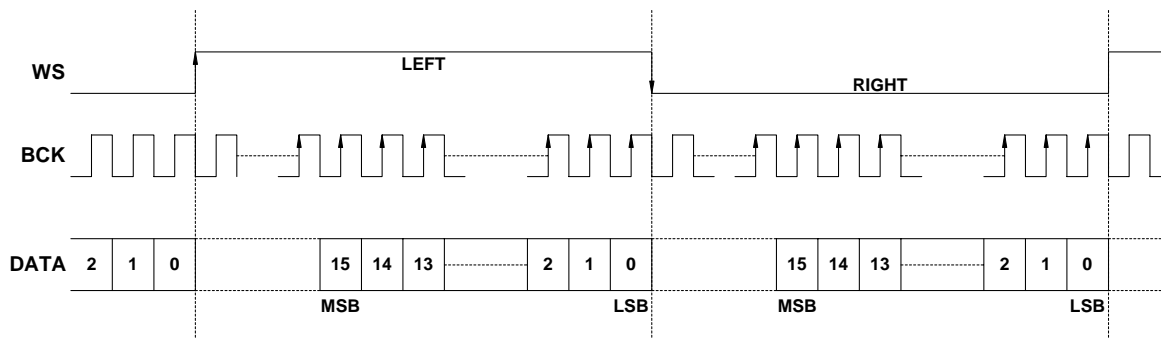 WS LEFT RIGHT
BCK
DATA 2 1 0 15 14 13 2 1 0 15 14 13 2 1 0
MSB LSB MSB LSB